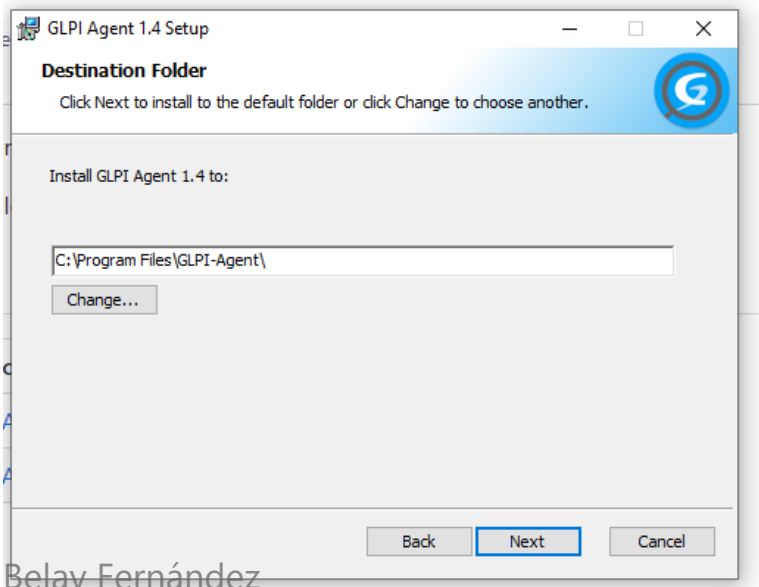 GLPI Agent 1.4 Setup
Destination Folder
Click Next to install to the default folder or click Change to choose another.
Install GLPI Agent 1.4 to:
C:\Program Files\GLPI-Agent\
Change...
Back Next Cancel
Belay Fernández